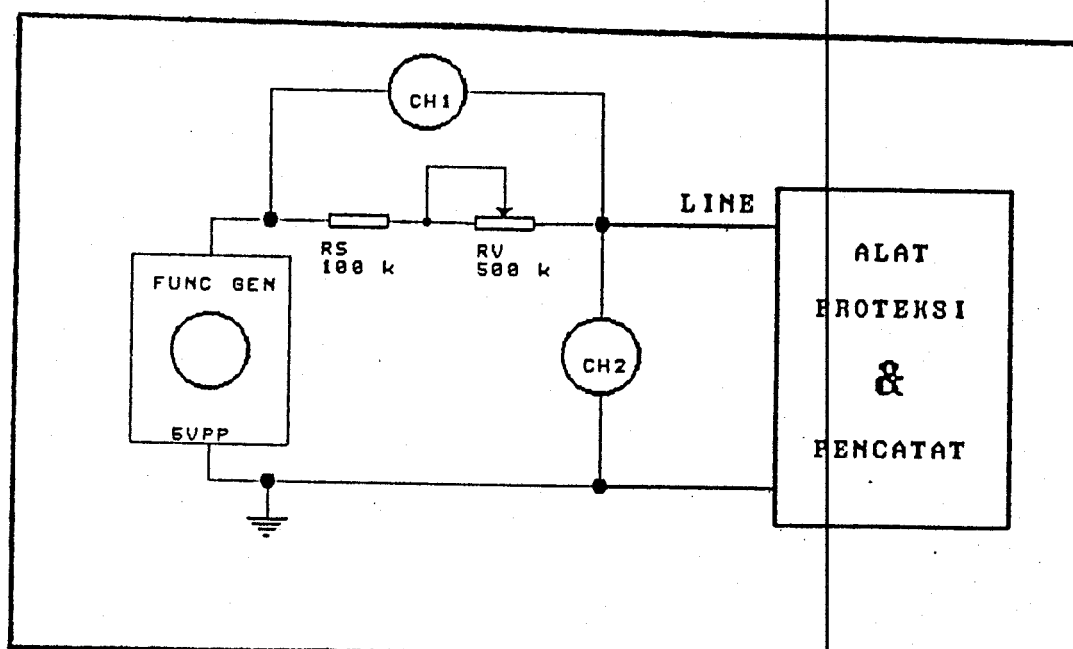 CH1
LINE
RS
100 k
RV
500 k
FUNC GEN
5VPP
CH2
ALAT
PROTEKSI
&
PENCATAT